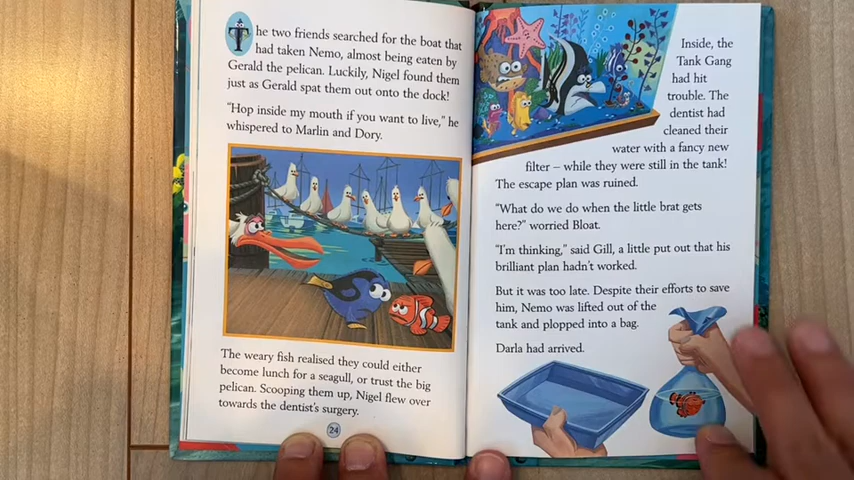 The two friends searched for the boat that
had taken Nemo, almost being eaten by
Gerald the pelican. Luckily, Nigel found them
just as Gerald spat them out onto the dock!
"Hop inside my mouth if you want to live," he
whispered to Marlin and Dory.
The weary fish realised they could either
become lunch for a seagull, or trust the big
pelican. Scooping them up, Nigel flew over
towards the dentist's surgery.
24
Inside, the
Tank Gang
had hit
trouble. The
dentist had
cleaned their
water with a fancy new
filter – while they were still in the tank!
The escape plan was ruined.
"What do we do when the little brat gets
here?" worried Bloat.
"I'm thinking," said Gill, a little put out that his
brilliant plan hadn't worked.
But it was too late. Despite their efforts to save
him, Nemo was lifted out of the
tank and plopped into a bag.
Darla had arrived.